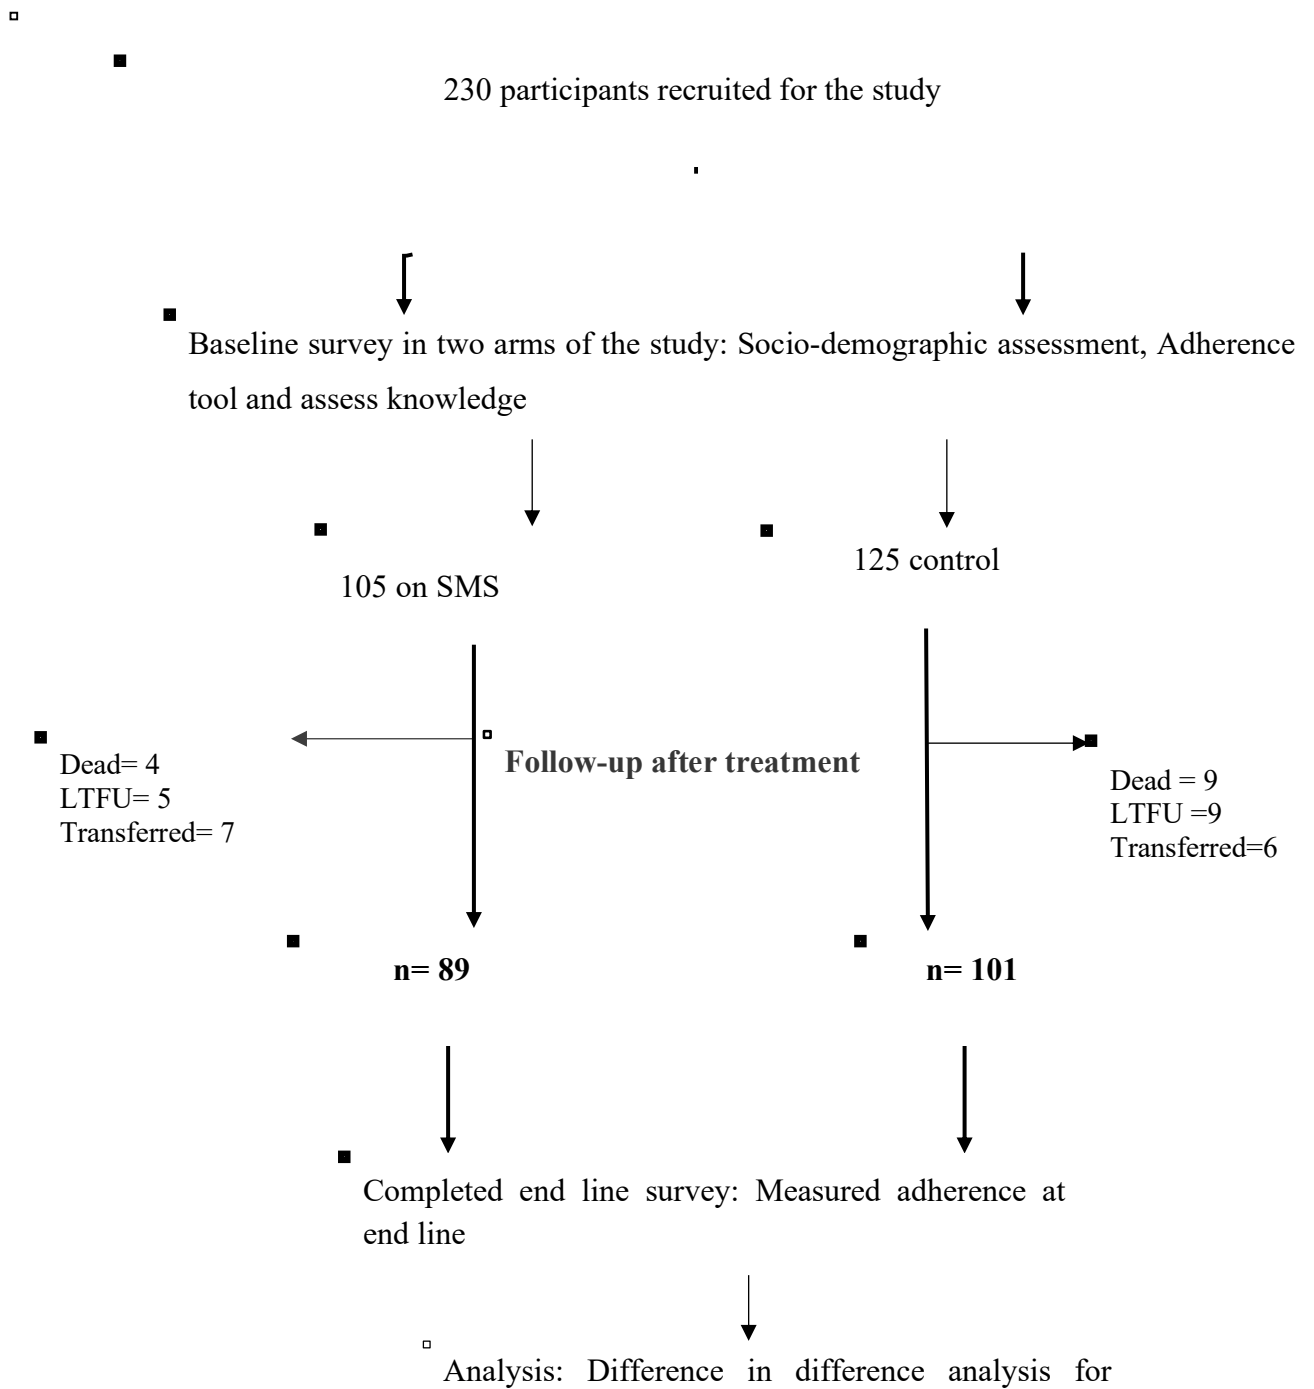 230 participants recruited for the study
Baseline survey in two arms of the study: Socio-demographic assessment, Adherence
tool and assess knowledge
105 on SMS
125 control
Dead= 4
LTFU= 5
Transferred= 7
Follow-up after treatment
Dead = 9
LTFU =9
Transferred=6
n= 89
n= 101
Completed end line survey: Measured adherence at
end line
Analysis: Difference in difference analysis for